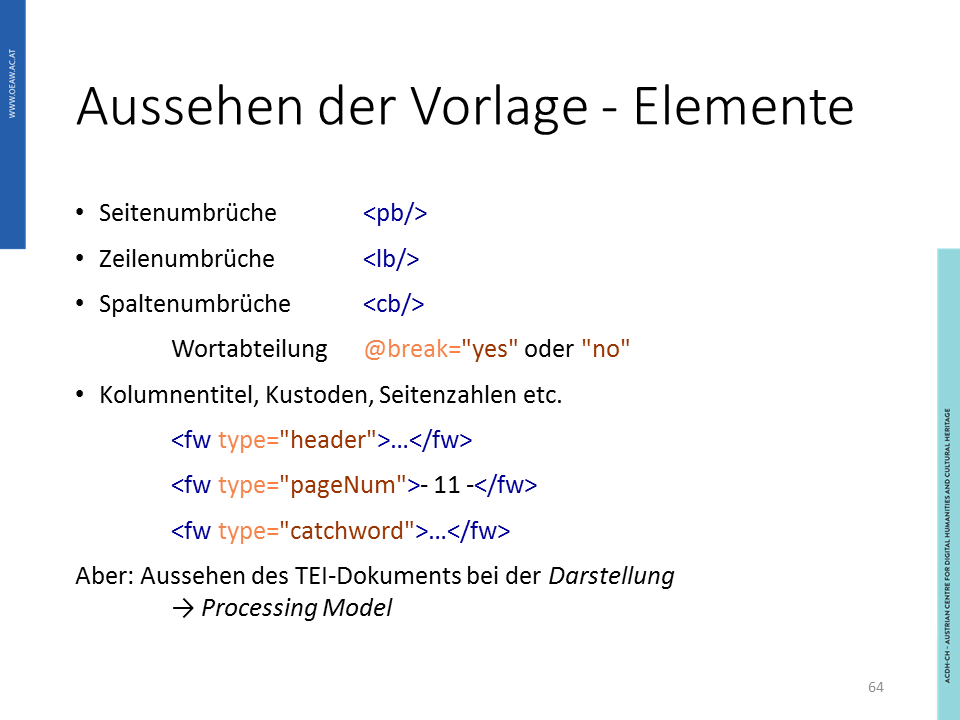 WWW.OEAW.AC.AT
Aussehen der Vorlage - Elemente
• Seitenumbrüche <pb/>
• Zeilenumbrüche <lb/>
• Spaltenumbrüche <cb/>
Wortabteilung @break="yes" oder "no"
• Kolumnentitel, Kustoden, Seitenzahlen etc.
<fw type="header">...</fw>
<fw type="pageNum">- 11 -</fw>
<fw type="catchword">...</fw>
Aber: Aussehen des TEI-Dokuments bei der Darstellung
→ Processing Model
ACDH-CH - AUSTRIAN CENTRE FOR DIGITAL HUMANITIES AND CULTURAL HERITAGE
64